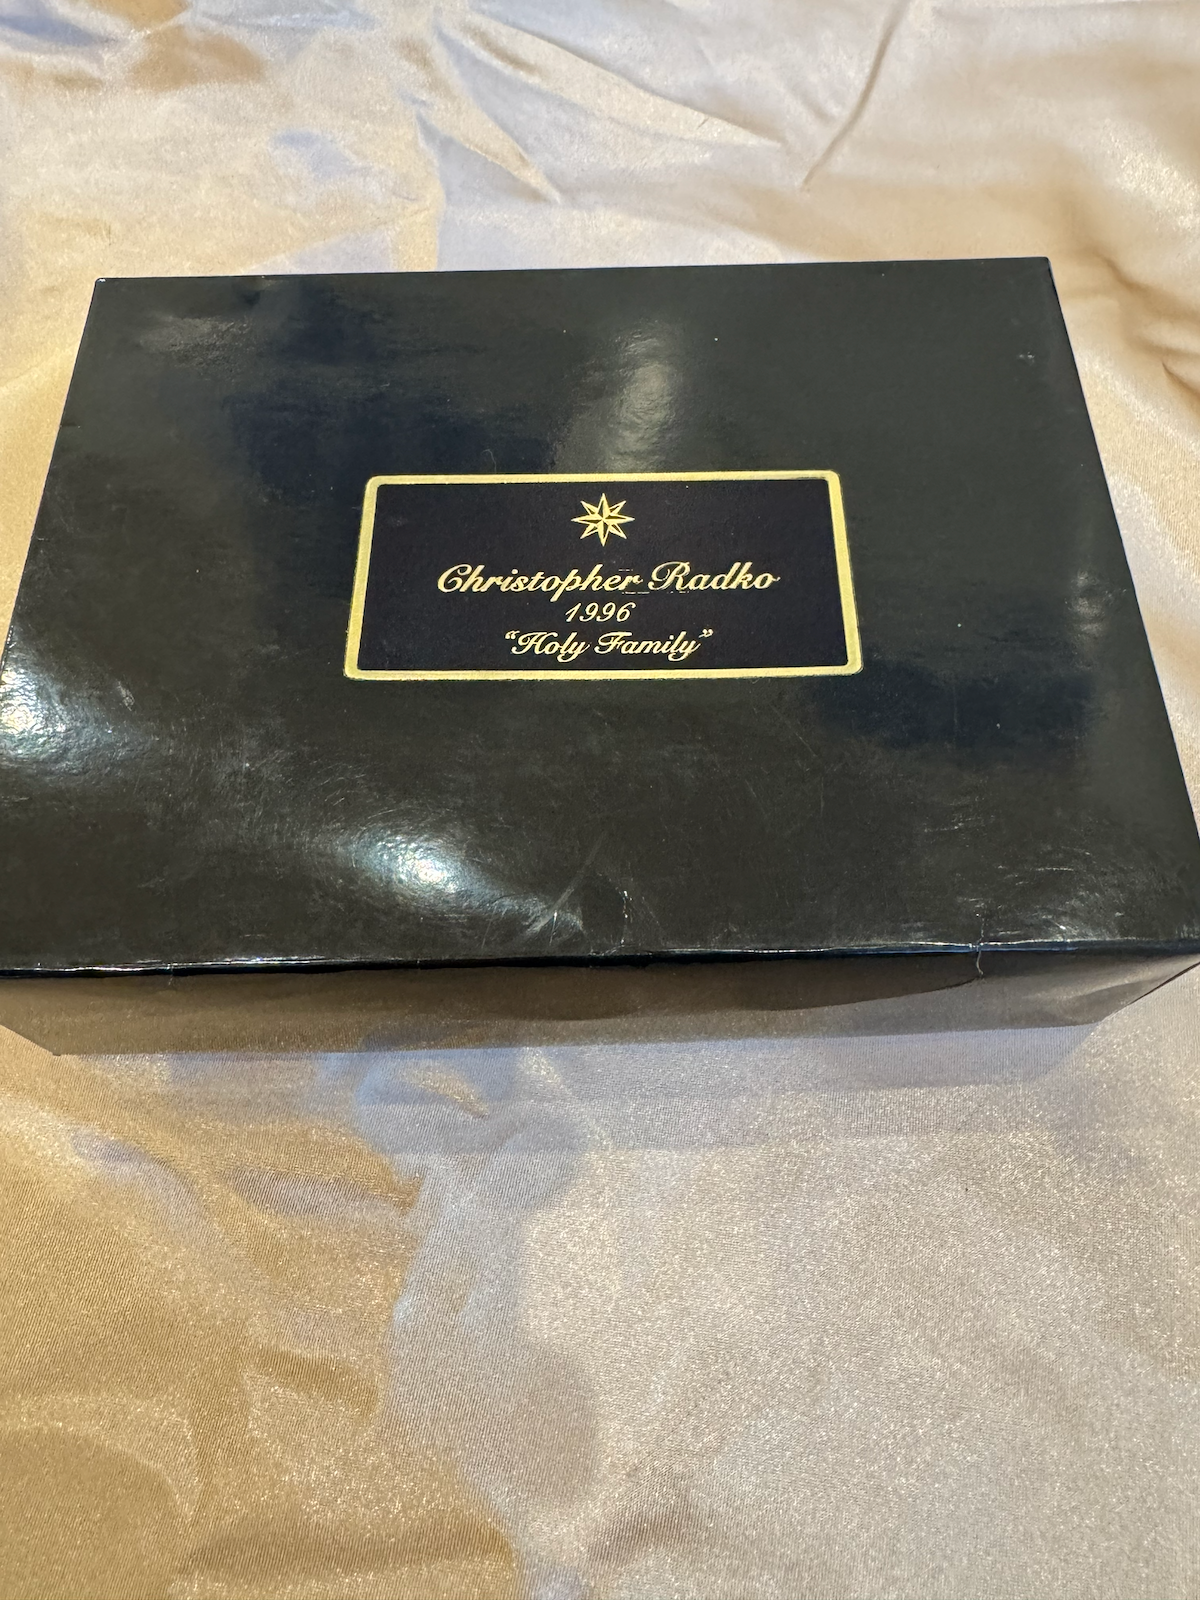 Christopher Radko
1996
“Holy Family”